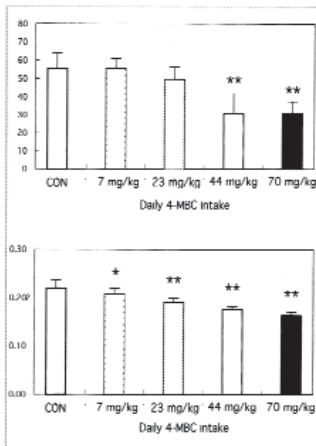 80
70
60
50
40
30
20
10
0
** **
CON 7 mg/kg 23 mg/kg 44 mg/kg 70 mg/kg
Daily 4-MBC intake
0.30
0.20
0.00
* ** ** **
CON 7 mg/kg 23 mg/kg 44 mg/kg 70 mg/kg
Daily 4-MBC intake